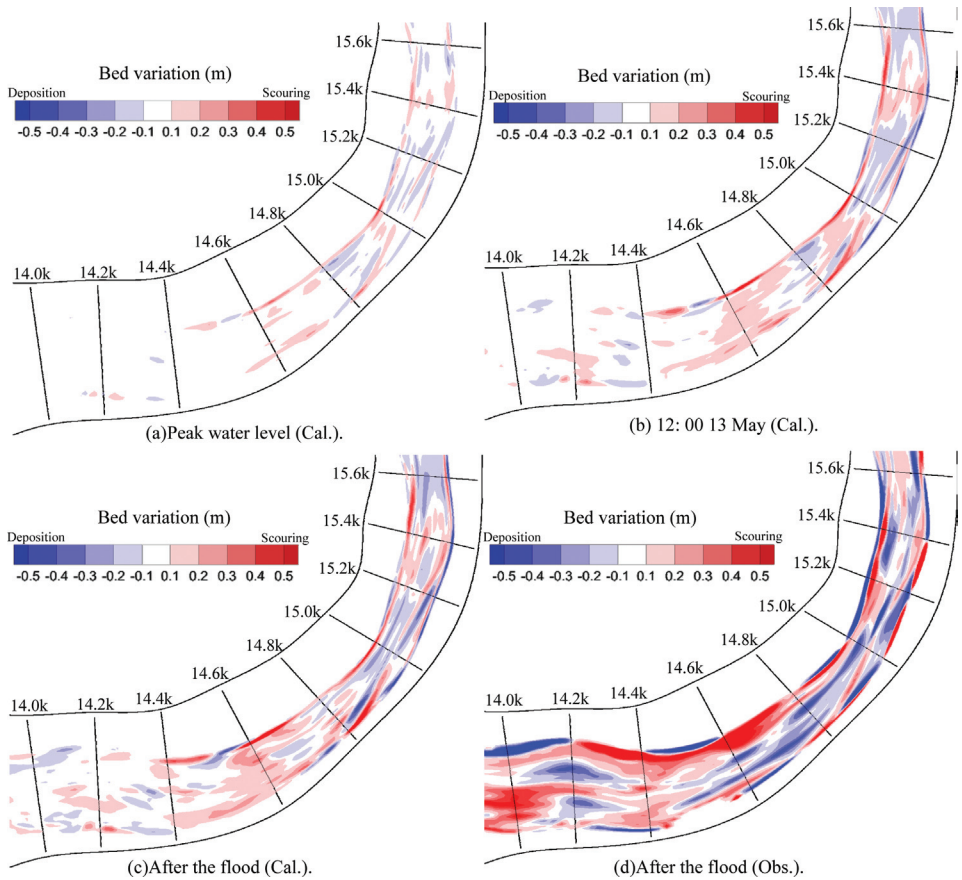 Bed variation (m)
Deposition Scouring
-0.5 -0.4 -0.3 -0.2 -0.1 0.1 0.2 0.3 0.4 0.5
15.6k
15.4k
15.2k
15.0k
14.8k
14.6k
14.4k
14.2k
14.0k
(a)Peak water level (Cal.).
Bed variation (m)
Deposition Scouring
-0.5 -0.4 -0.3 -0.2 -0.1 0.1 0.2 0.3 0.4 0.5
15.6k
15.4k
15.2k
15.0k
14.8k
14.6k
14.4k
14.2k
14.0k
(b) 12: 00 13 May (Cal.).
Bed variation (m)
Deposition Scouring
-0.5 -0.4 -0.3 -0.2 -0.1 0.1 0.2 0.3 0.4 0.5
15.6k
15.4k
15.2k
15.0k
14.8k
14.6k
14.4k
14.2k
14.0k
(c)After the flood (Cal.).
Bed variation (m)
Deposition Scouring
-0.5 -0.4 -0.3 -0.2 -0.1 0.1 0.2 0.3 0.4 0.5
15.6k
15.4k
15.2k
15.0k
14.8k
14.6k
14.4k
14.2k
14.0k
(d)After the flood (Obs.).